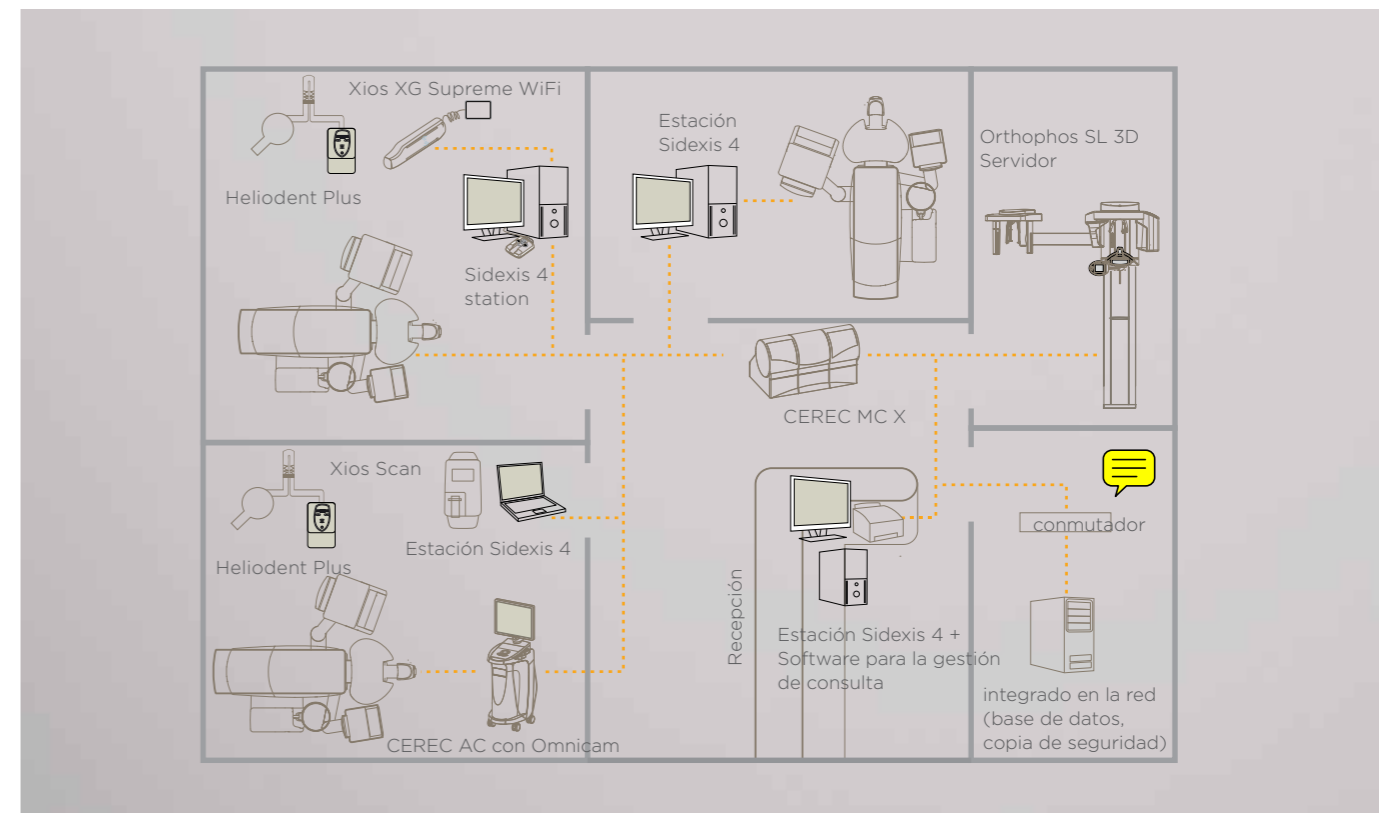 Xios XG Supreme WiFi
Heliodent Plus
Sidexis 4
station
Estación
Sidexis 4
Orthophos SL 3D
Servidor
CEREC MC X
Xios Scan
Estación Sidexis 4
Heliodent Plus
CEREC AC con Omnicam
Recepción
Estación Sidexis 4 +
Software para la gestión
de consulta
conmutador
integrado en la red
(base de datos,
copia de seguridad)